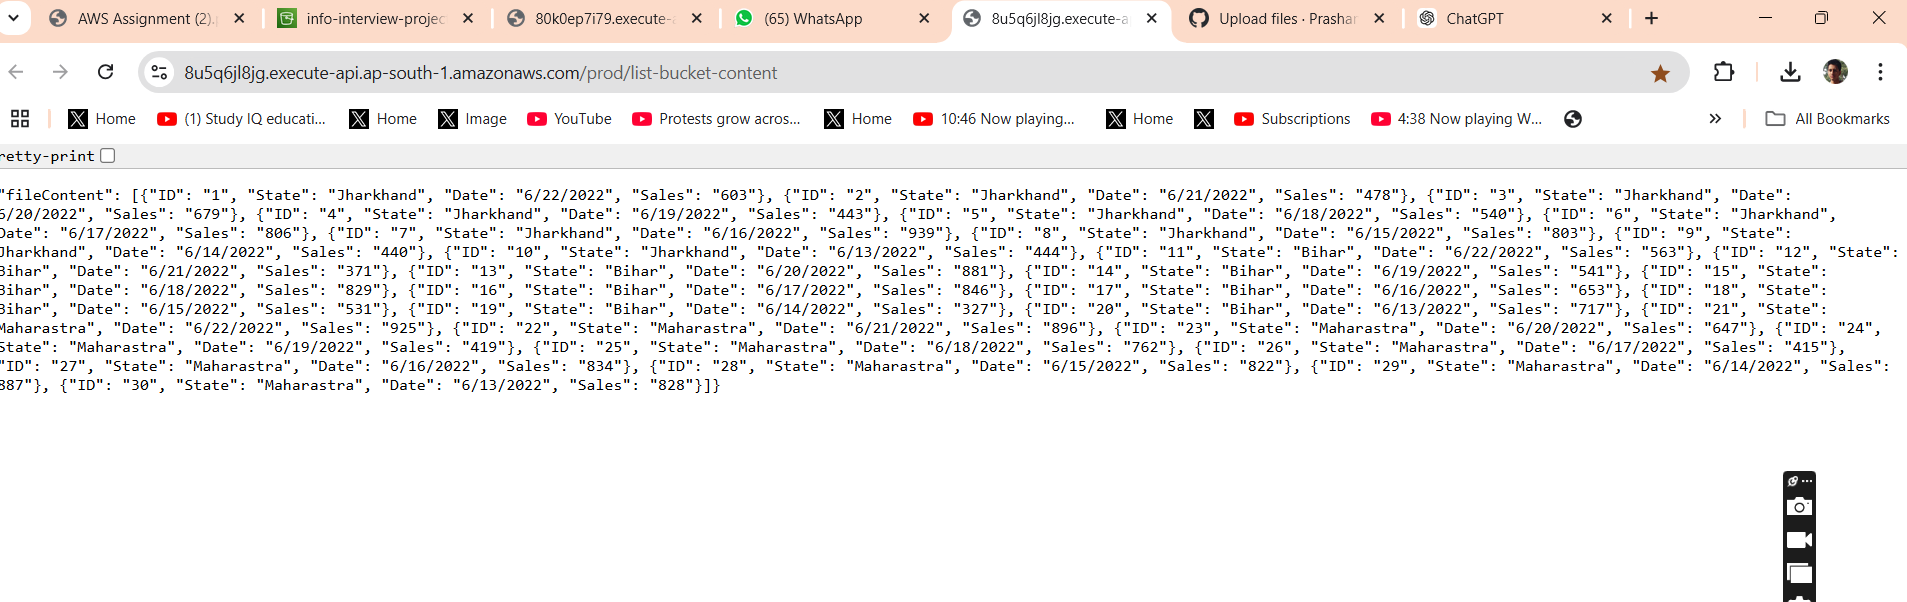 AWS Assignment (2).
info-interview-projec
80k0ep7i79.execute-a
(65) WhatsApp
8u5q6jl8jg.execute-a
Upload files · Prashar
ChatGPT
8u5q6jl8jg.execute-api.ap-south-1.amazonaws.com/prod/list-bucket-content
Home
(1) Study IQ educati...
Home
Image
YouTube
Protests grow acros...
Home
10:46 Now playing...
Home
Subscriptions
4:38 Now playing W...
All Bookmarks
retty-print
"fileContent": [{"ID": "1", "State": "Jharkhand", "Date": "6/22/2022", "Sales": "603"}, {"ID": "2", "State": "Jharkhand", "Date": "6/21/2022", "Sales": "478"}, {"ID": "3", "State": "Jharkhand", "Date":
6/20/2022", "Sales": "679"}, {"ID": "4", "State": "Jharkhand", "Date": "6/19/2022", "Sales": "443"}, {"ID": "5", "State": "Jharkhand", "Date": "6/18/2022", "Sales": "540"}, {"ID": "6", "State": "Jharkhand",
Date": "6/17/2022", "Sales": "806"}, {"ID": "7", "State": "Jharkhand", "Date": "6/16/2022", "Sales": "939"}, {"ID": "8", "State": "Jharkhand", "Date": "6/15/2022", "Sales": "803"}, {"ID": "9", "State":
Jharkhand", "Date": "6/14/2022", "Sales": "440"}, {"ID": "10", "State": "Jharkhand", "Date": "6/13/2022", "Sales": "444"}, {"ID": "11", "State": "Bihar", "Date": "6/22/2022", "Sales": "563"}, {"ID": "12", "State":
Bihar", "Date": "6/21/2022", "Sales": "371"}, {"ID": "13", "State": "Bihar", "Date": "6/20/2022", "Sales": "881"}, {"ID": "14", "State": "Bihar", "Date": "6/19/2022", "Sales": "541"}, {"ID": "15", "State":
Bihar", "Date": "6/18/2022", "Sales": "829"}, {"ID": "16", "State": "Bihar", "Date": "6/17/2022", "Sales": "846"}, {"ID": "17", "State": "Bihar", "Date": "6/16/2022", "Sales": "653"}, {"ID": "18", "State":
Bihar", "Date": "6/15/2022", "Sales": "531"}, {"ID": "19", "State": "Bihar", "Date": "6/14/2022", "Sales": "327"}, {"ID": "20", "State": "Bihar", "Date": "6/13/2022", "Sales": "717"}, {"ID": "21", "State":
Maharastra", "Date": "6/22/2022", "Sales": "925"}, {"ID": "22", "State": "Maharastra", "Date": "6/21/2022", "Sales": "896"}, {"ID": "23", "State": "Maharastra", "Date": "6/20/2022", "Sales": "647"}, {"ID": "24",
State": "Maharastra", "Date": "6/19/2022", "Sales": "419"}, {"ID": "25", "State": "Maharastra", "Date": "6/18/2022", "Sales": "762"}, {"ID": "26", "State": "Maharastra", "Date": "6/17/2022", "Sales": "415"},
"ID": "27", "State": "Maharastra", "Date": "6/16/2022", "Sales": "834"}, {"ID": "28", "State": "Maharastra", "Date": "6/15/2022", "Sales": "822"}, {"ID": "29", "State": "Maharastra", "Date": "6/14/2022", "Sales":
887"}, {"ID": "30", "State": "Maharastra", "Date": "6/13/2022", "Sales": "828"}]}